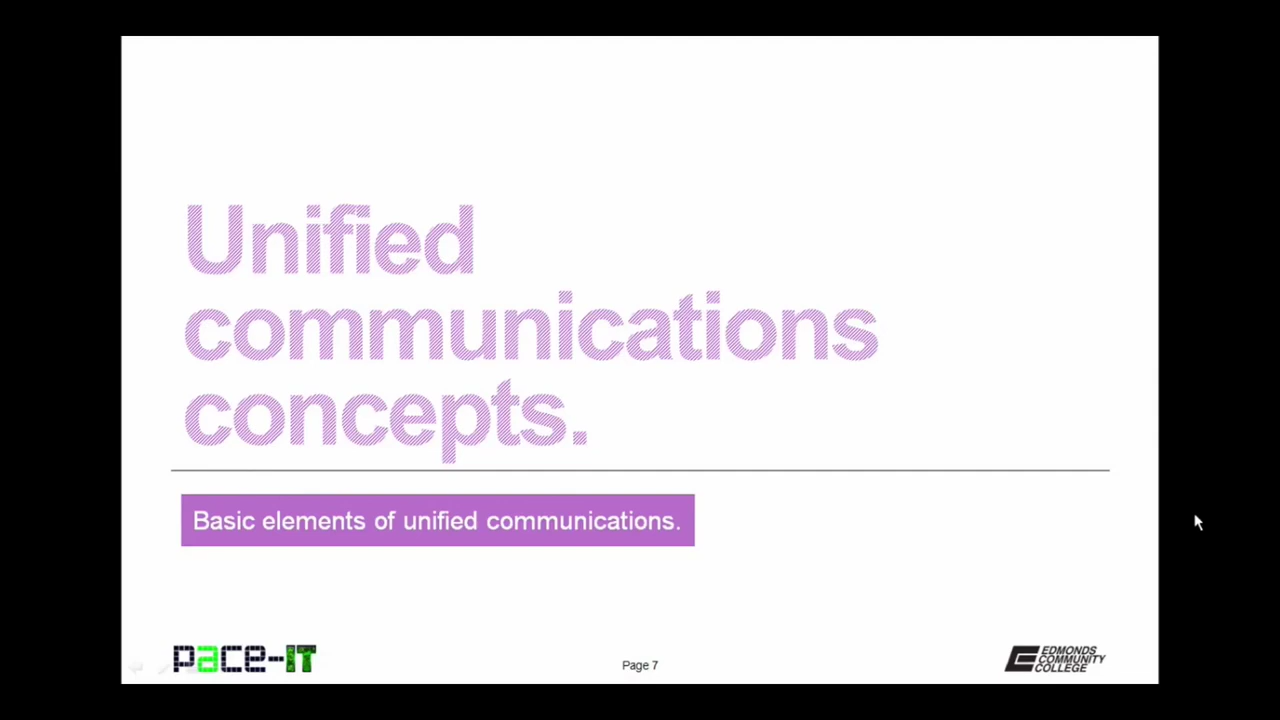 Unified
communications
concepts.
Basic elements of unified communications.
pace-IT
Page 7
EDMONDS
COMMUNITY
COLLEGE